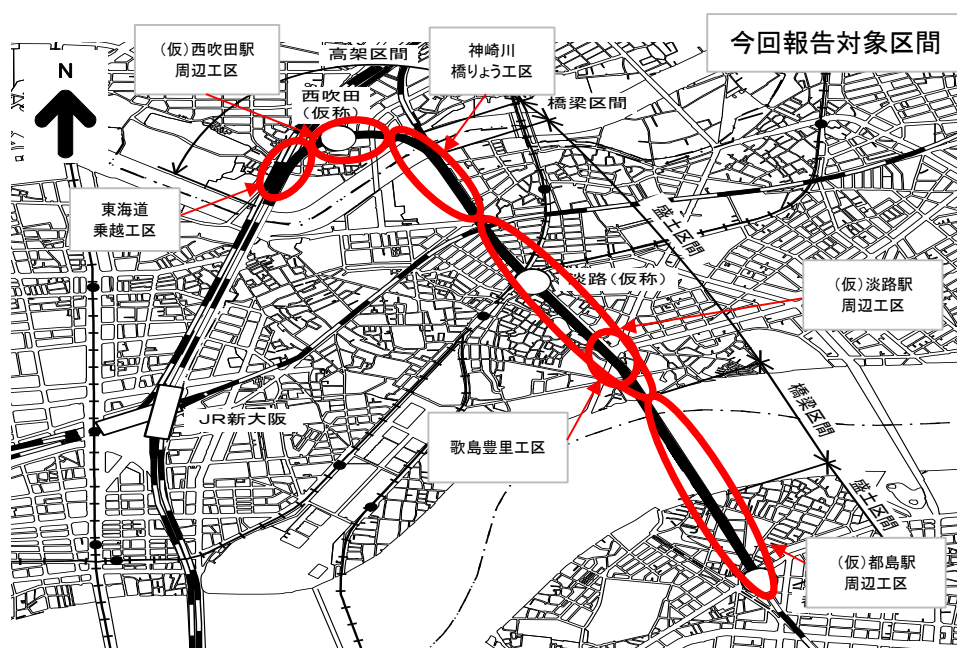 今回報告対象区間
(仮)西吹田駅
周辺工区
高架区間
神崎川
橋りょう工区
N
西吹田
(仮称)
橋梁区間
東海道
乗越工区
盛土区間
淡路(仮称)
(仮)淡路駅
周辺工区
橋梁区間
JR新大阪
歌島豊里工区
盛土区間
(仮)都島駅
周辺工区